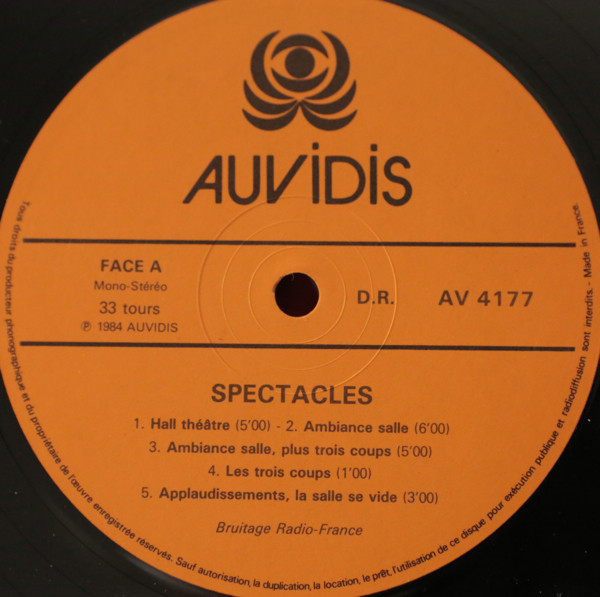 AUVIDIS
FACE A
Mono-Stéréo
33 tours
℗ 1984 AUVIDIS
D.R.
AV 4177
SPECTACLES
1. Hall théâtre (5'00) - 2. Ambiance salle (6'00)
3. Ambiance salle, plus trois coups (5'00)
4. Les trois coups (1'00)
5. Applaudissements, la salle se vide (3'00)
Bruitage Radio-France
Tous droits du producteur phonographique et du propriétaire de l'œuvre enregistrée réservés. Sauf autorisation, la duplication, la location, le prêt, l'utilisation de ce disque pour exécution publique et radiodiffusion sont interdits. - Made in France.